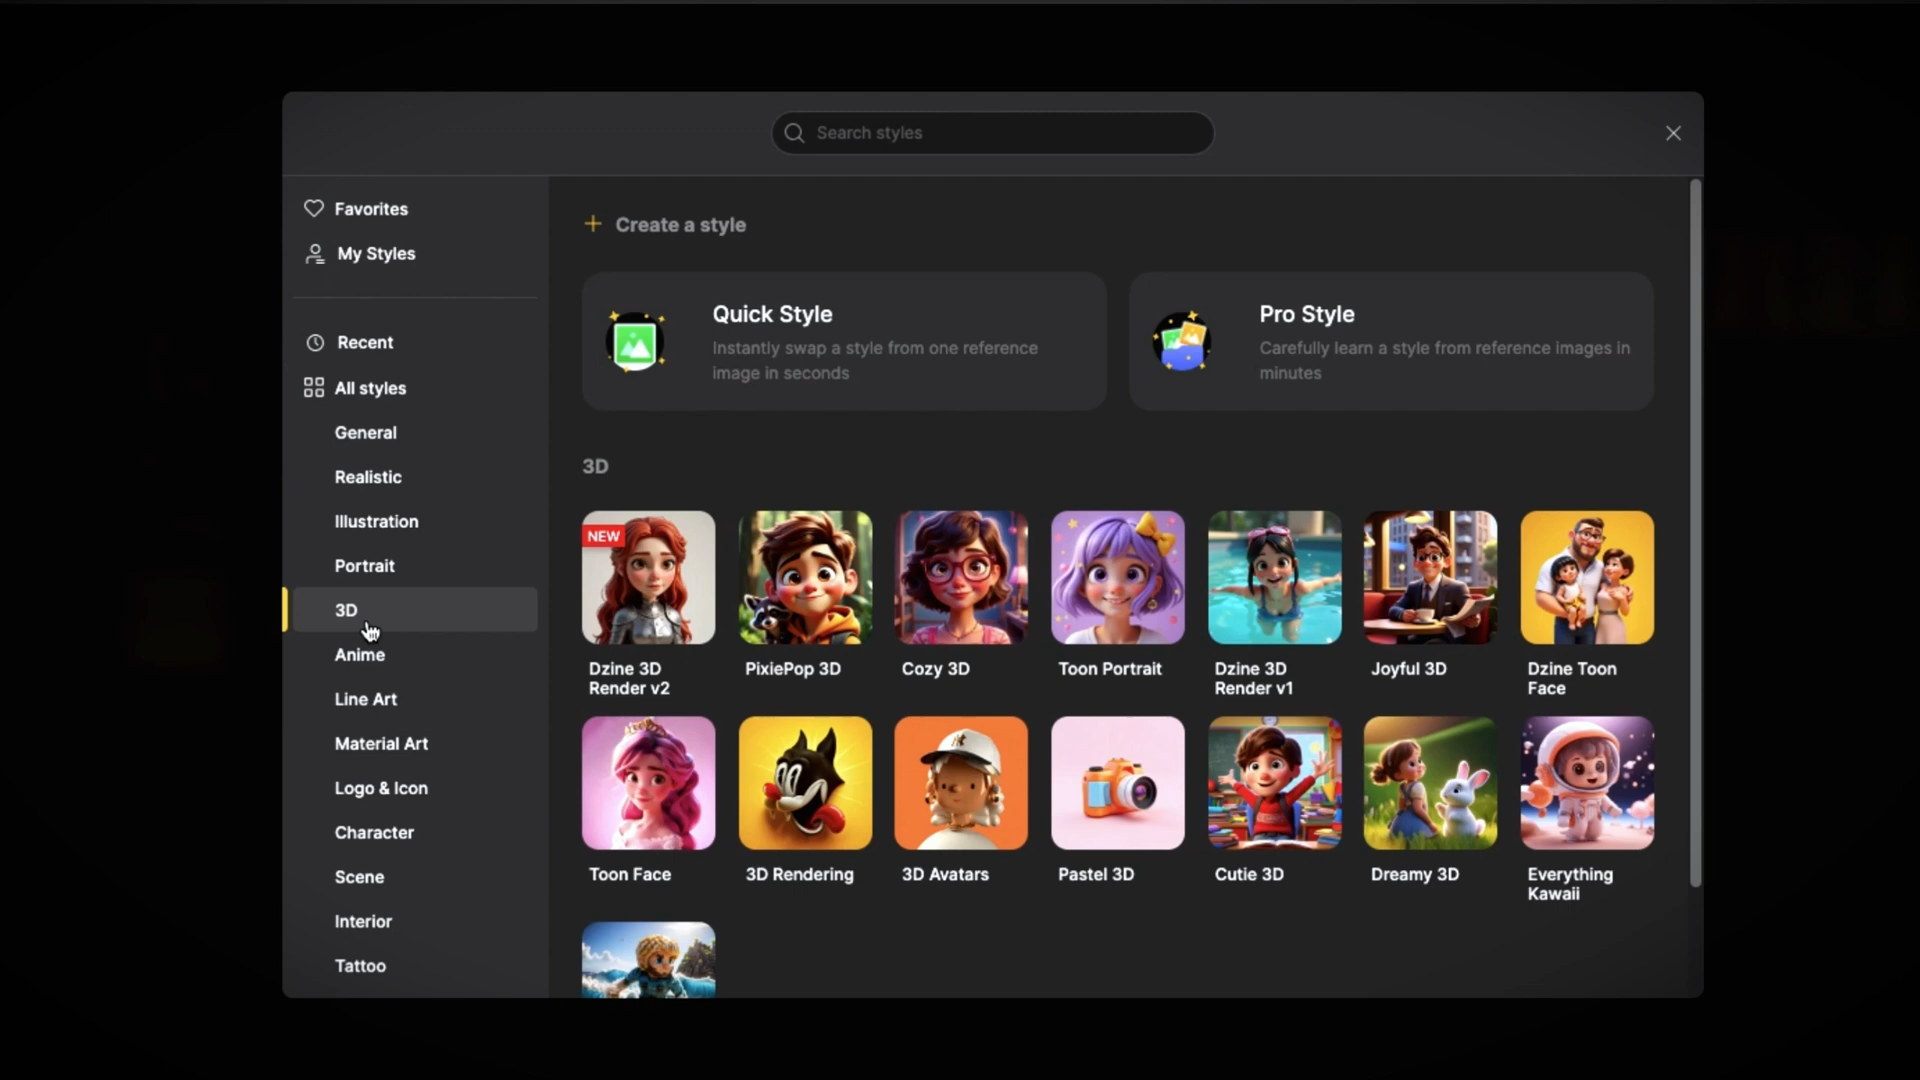 Search styles
Favorites
My Styles
Recent
All styles
General
Realistic
Illustration
Portrait
3D
Anime
Line Art
Material Art
Logo & Icon
Character
Scene
Interior
Tattoo
Create a style
Quick Style
Instantly swap a style from one reference
image in seconds
Pro Style
Carefully learn a style from reference images in
minutes
3D
NEW
Dzine 3D
Render v2
PixiePop 3D
Cozy 3D
Toon Portrait
Dzine 3D
Render v1
Joyful 3D
Dzine Toon
Face
Toon Face
3D Rendering
3D Avatars
Pastel 3D
Cutie 3D
Dreamy 3D
Everything
Kawaii